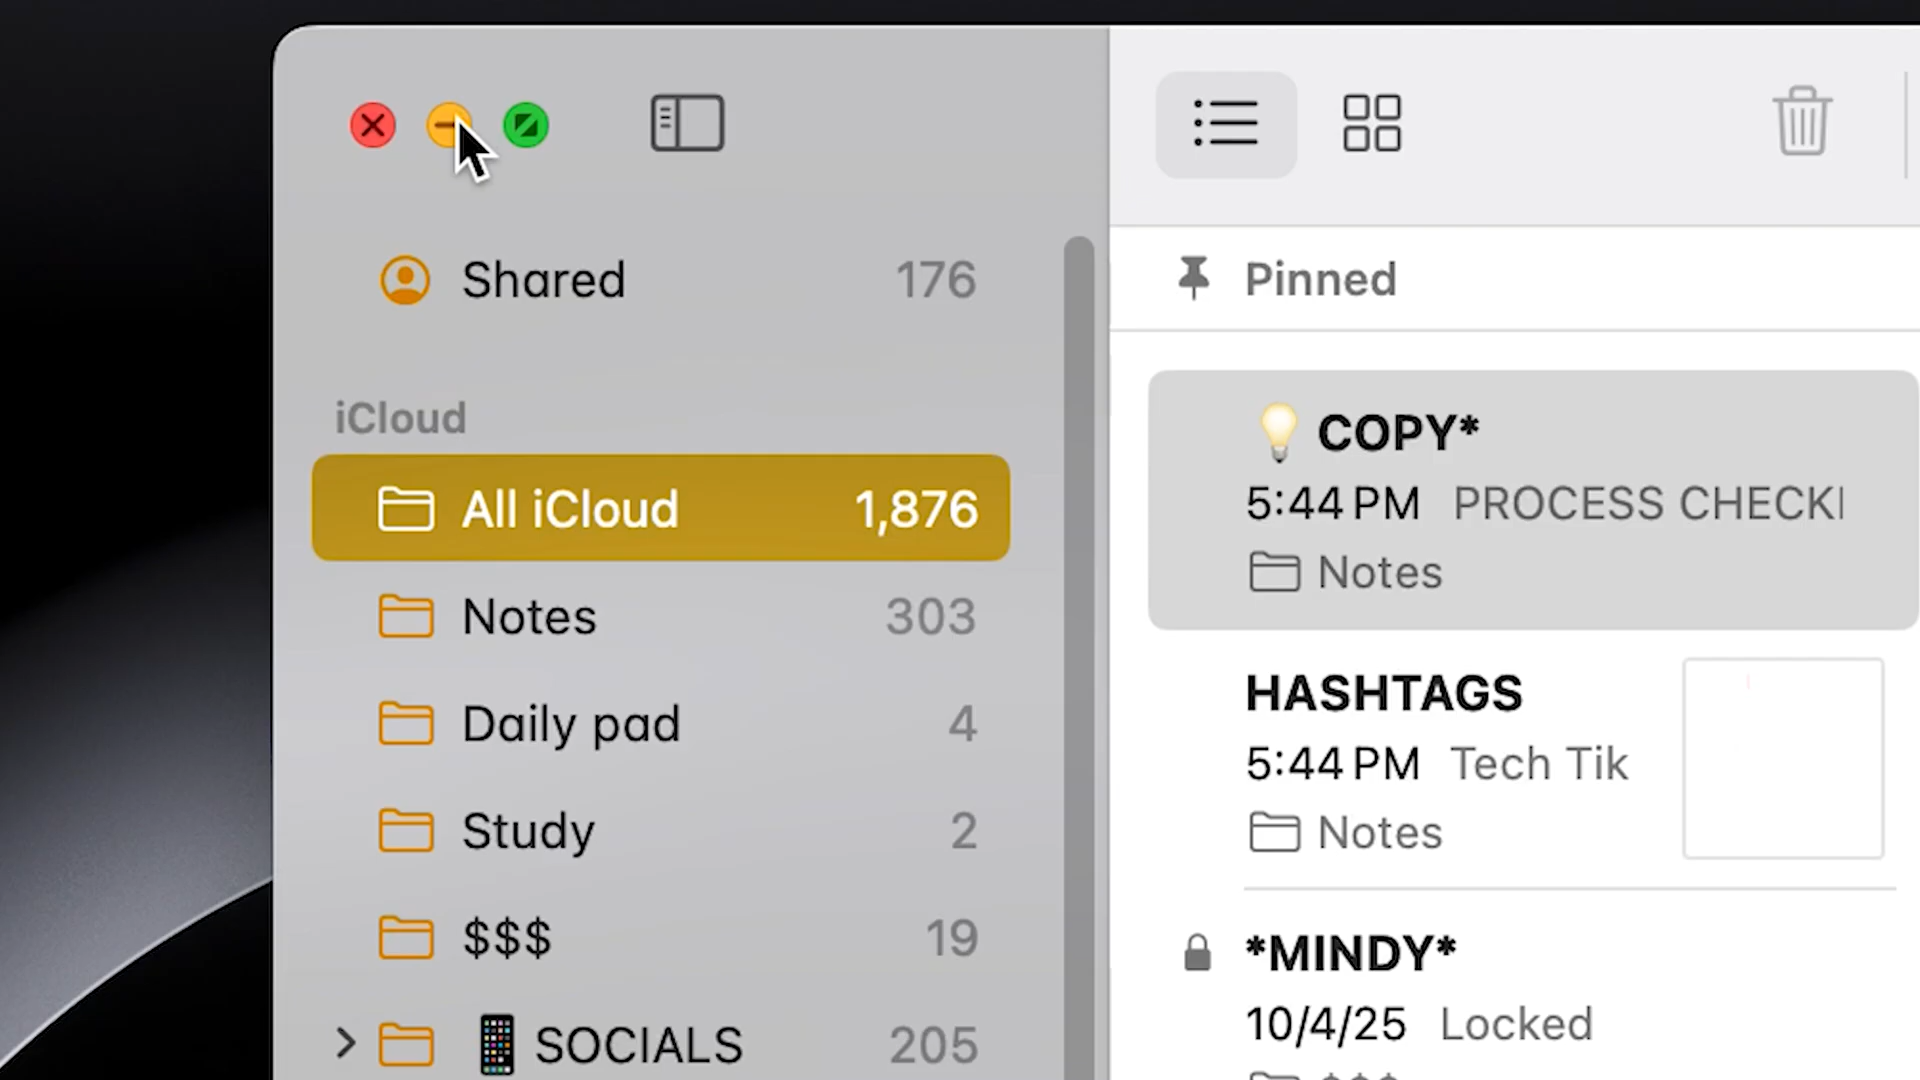 Shared 176
iCloud
All iCloud 1,876
Notes 303
Daily pad 4
Study 2
$$$ 19
SOCIALS 205
Pinned
COPY*
5:44 PM PROCESS CHECK
Notes
HASHTAGS
5:44 PM Tech Tik
Notes
*MINDY*
10/4/25 Locked